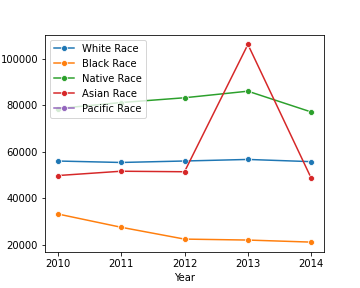 100000
80000
60000
40000
20000
White Race
Black Race
Native Race
Asian Race
Pacific Race
2010 2011 2012 2013 2014
Year